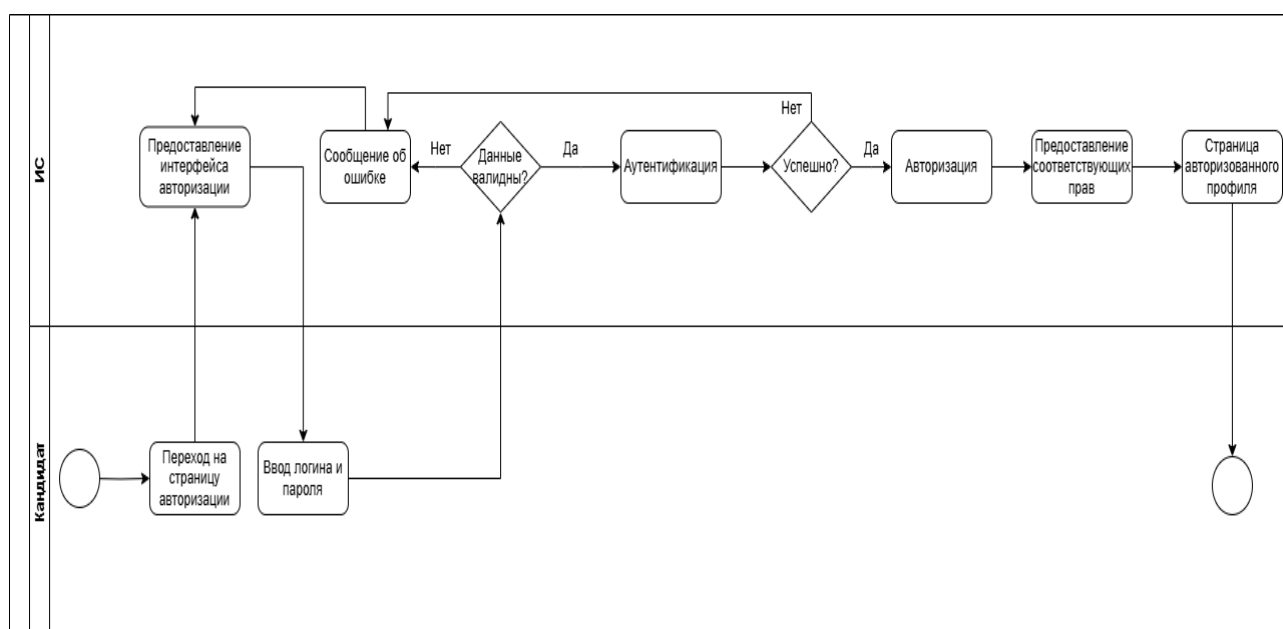 ИС
Предоставление
интерфейса
авторизации
Сообщение об
ошибке
Нет
Данные
валидны?
Да
Аутентификация
Нет
Успешно?
Да
Авторизация
Предоставление
соответствующих
прав
Страница
авторизованного
профиля
Кандидат
Переход на
страницу
авторизации
Ввод логина и
пароля